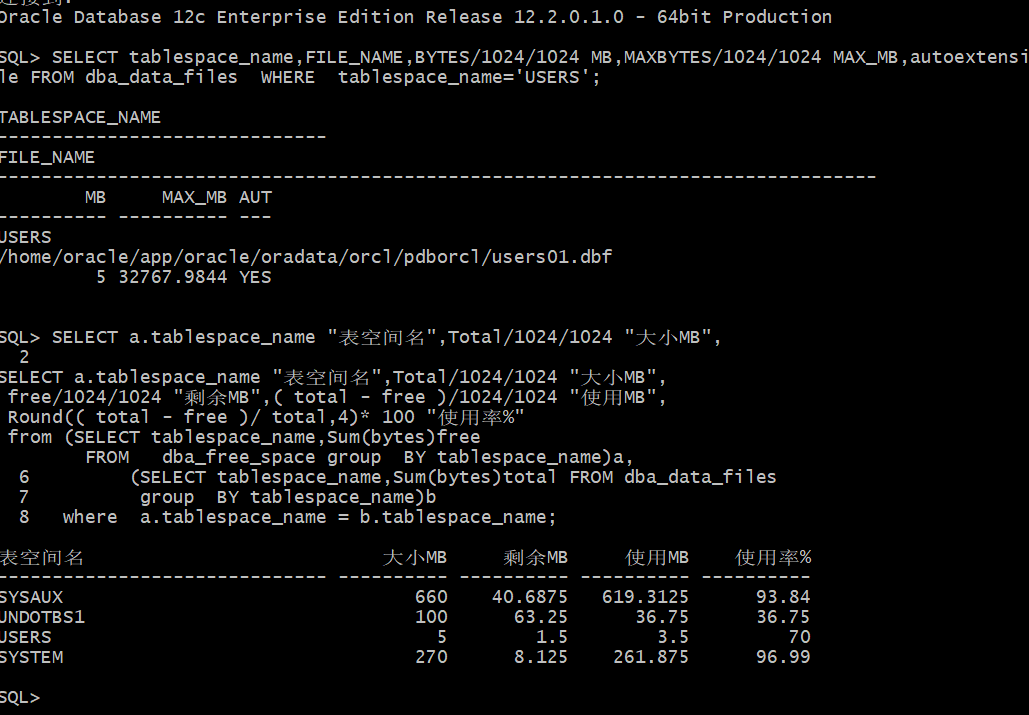 连接到:
Oracle Database 12c Enterprise Edition Release 12.2.0.1.0 - 64bit Production
SQL> SELECT tablespace_name,FILE_NAME,BYTES/1024/1024 MB,MAXBYTES/1024/1024 MAX_MB,autoextensi
le FROM dba_data_files  WHERE  tablespace_name='USERS';
TABLESPACE_NAME
------------------------------
FILE_NAME
--------------------------------------------------------------------------------
        MB     MAX_MB AUT
---------- ---------- ---
USERS
/home/oracle/app/oracle/oradata/orcl/pdborcl/users01.dbf
         5 32767.9844 YES
SQL> SELECT a.tablespace_name "表空间名",Total/1024/1024 "大小MB",
  2
SELECT a.tablespace_name "表空间名",Total/1024/1024 "大小MB",
 free/1024/1024 "剩余MB",( total - free )/1024/1024 "使用MB",
 Round(( total - free )/ total,4)* 100 "使用率%"
 from (SELECT tablespace_name,Sum(bytes)free
        FROM   dba_free_space group  BY tablespace_name)a,
  6         (SELECT tablespace_name,Sum(bytes)total FROM dba_data_files
  7          group  BY tablespace_name)b
  8   where  a.tablespace_name = b.tablespace_name;
表空间名                           大小MB     剩余MB     使用MB    使用率%
------------------------------ ---------- ---------- ---------- ----------
SYSAUX                                660    40.6875   619.3125      93.84
UNDOTBS1                              100      63.25      36.75      36.75
USERS                                   5        1.5        3.5         70
SYSTEM                                270      8.125    261.875      96.99
SQL>